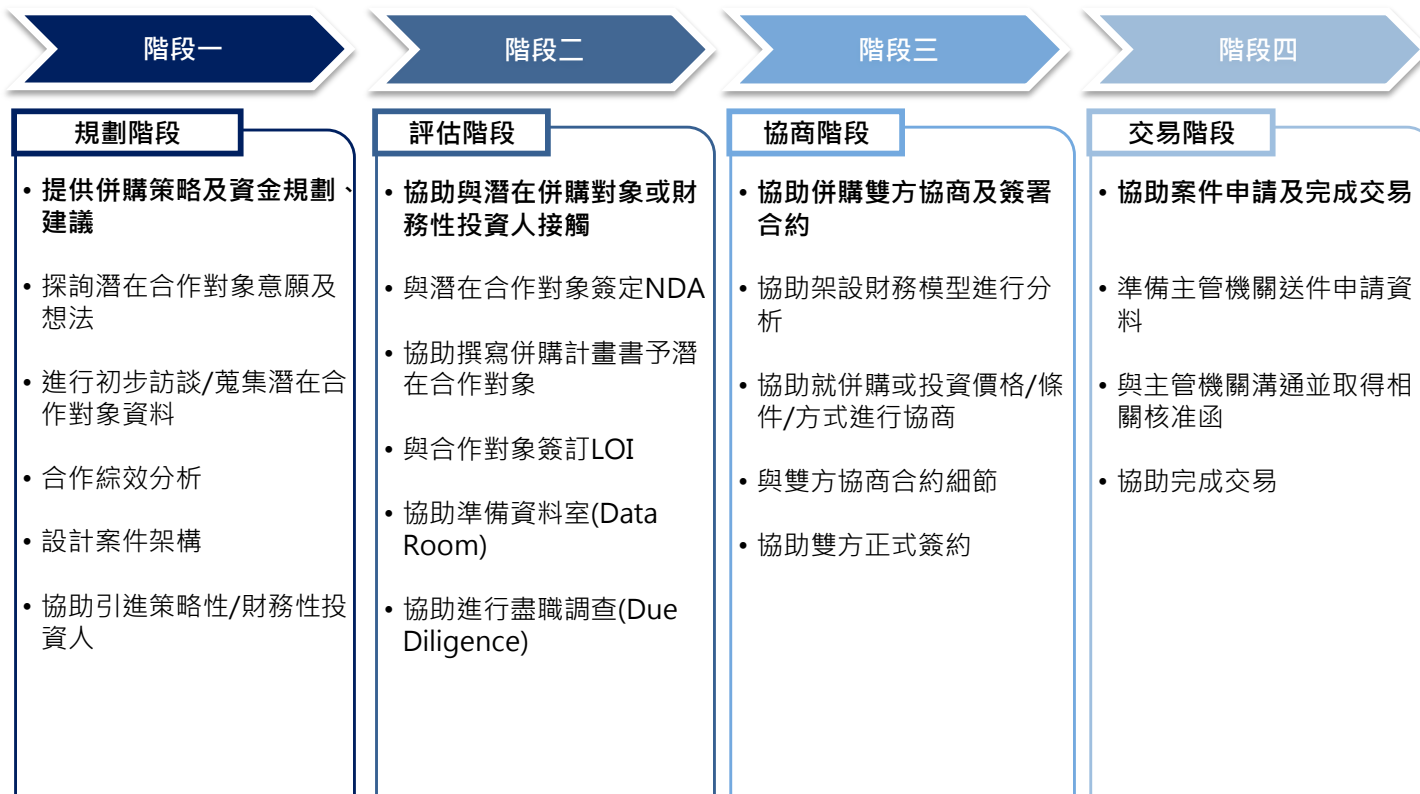 階段一
階段二
階段三
階段四
規劃階段
• 提供併購策略及資金規劃、
建議
• 探詢潛在合作對象意願及
想法
• 進行初步訪談/蒐集潛在合
作對象資料
• 合作綜效分析
• 設計案件架構
• 協助引進策略性/財務性投
資人
評估階段
• 協助與潛在併購對象或財
務性投資人接觸
• 與潛在合作對象簽定NDA
• 協助撰寫併購計畫書予潛
在合作對象
• 與合作對象簽訂LOI
• 協助準備資料室(Data
Room)
• 協助進行盡職調查(Due
Diligence)
協商階段
• 協助併購雙方協商及簽署
合約
• 協助架設財務模型進行分
析
• 協助就併購或投資價格/條
件/方式進行協商
• 與雙方協商合約細節
• 協助雙方正式簽約
交易階段
• 協助案件申請及完成交易
• 準備主管機關送件申請資
料
• 與主管機關溝通並取得相
關核准函
• 協助完成交易